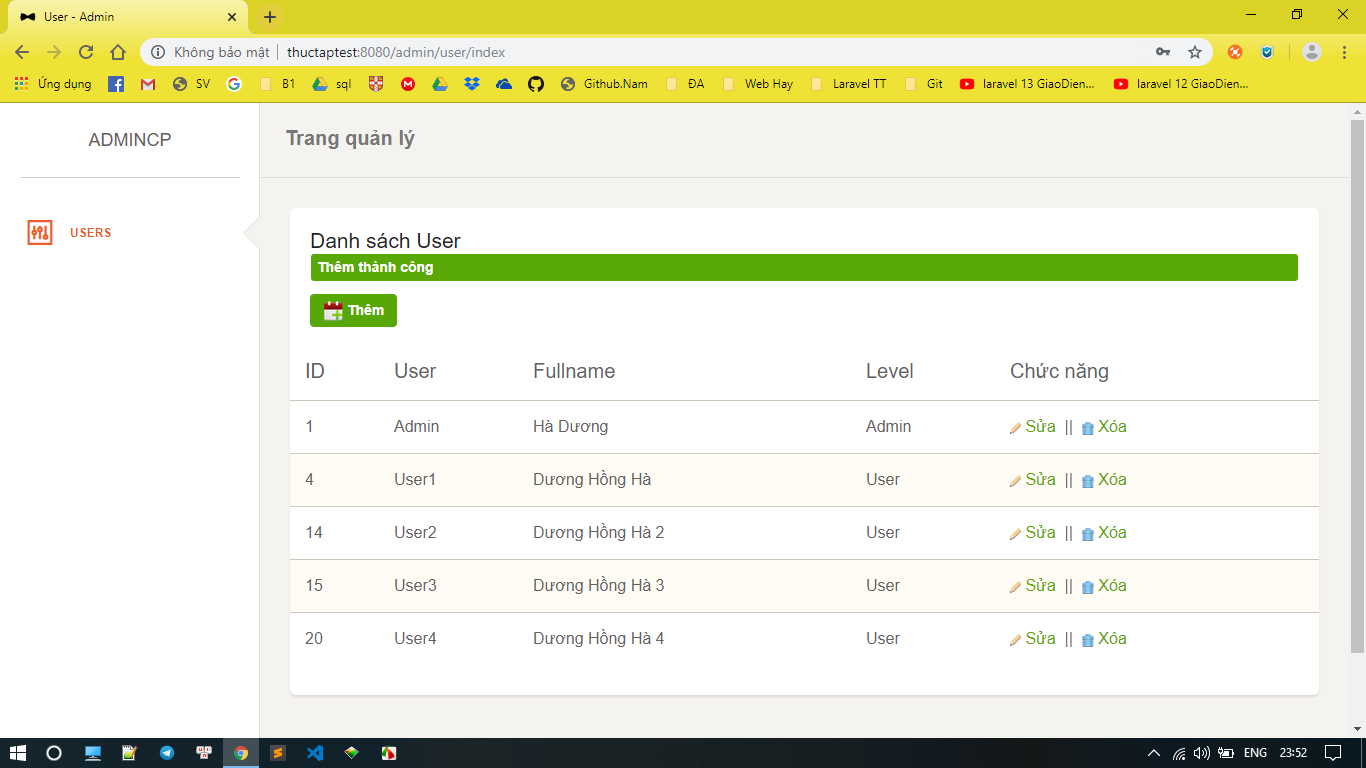 User - Admin
Không bảo mật thuctaptest:8080/admin/user/index
Ứng dụng SV B1 sql Github.Nam ĐA Web Hay Laravel TT Git laravel 13 GiaoDien... laravel 12 GiaoDien...
ADMINCP
Trang quản lý
USERS
Danh sách User
Thêm thành công
Thêm
ID User Fullname Level Chức năng
1 Admin Hà Dương Admin Sửa || Xóa
4 User1 Dương Hồng Hà User Sửa || Xóa
14 User2 Dương Hồng Hà 2 User Sửa || Xóa
15 User3 Dương Hồng Hà 3 User Sửa || Xóa
20 User4 Dương Hồng Hà 4 User Sửa || Xóa
ENG 23:52